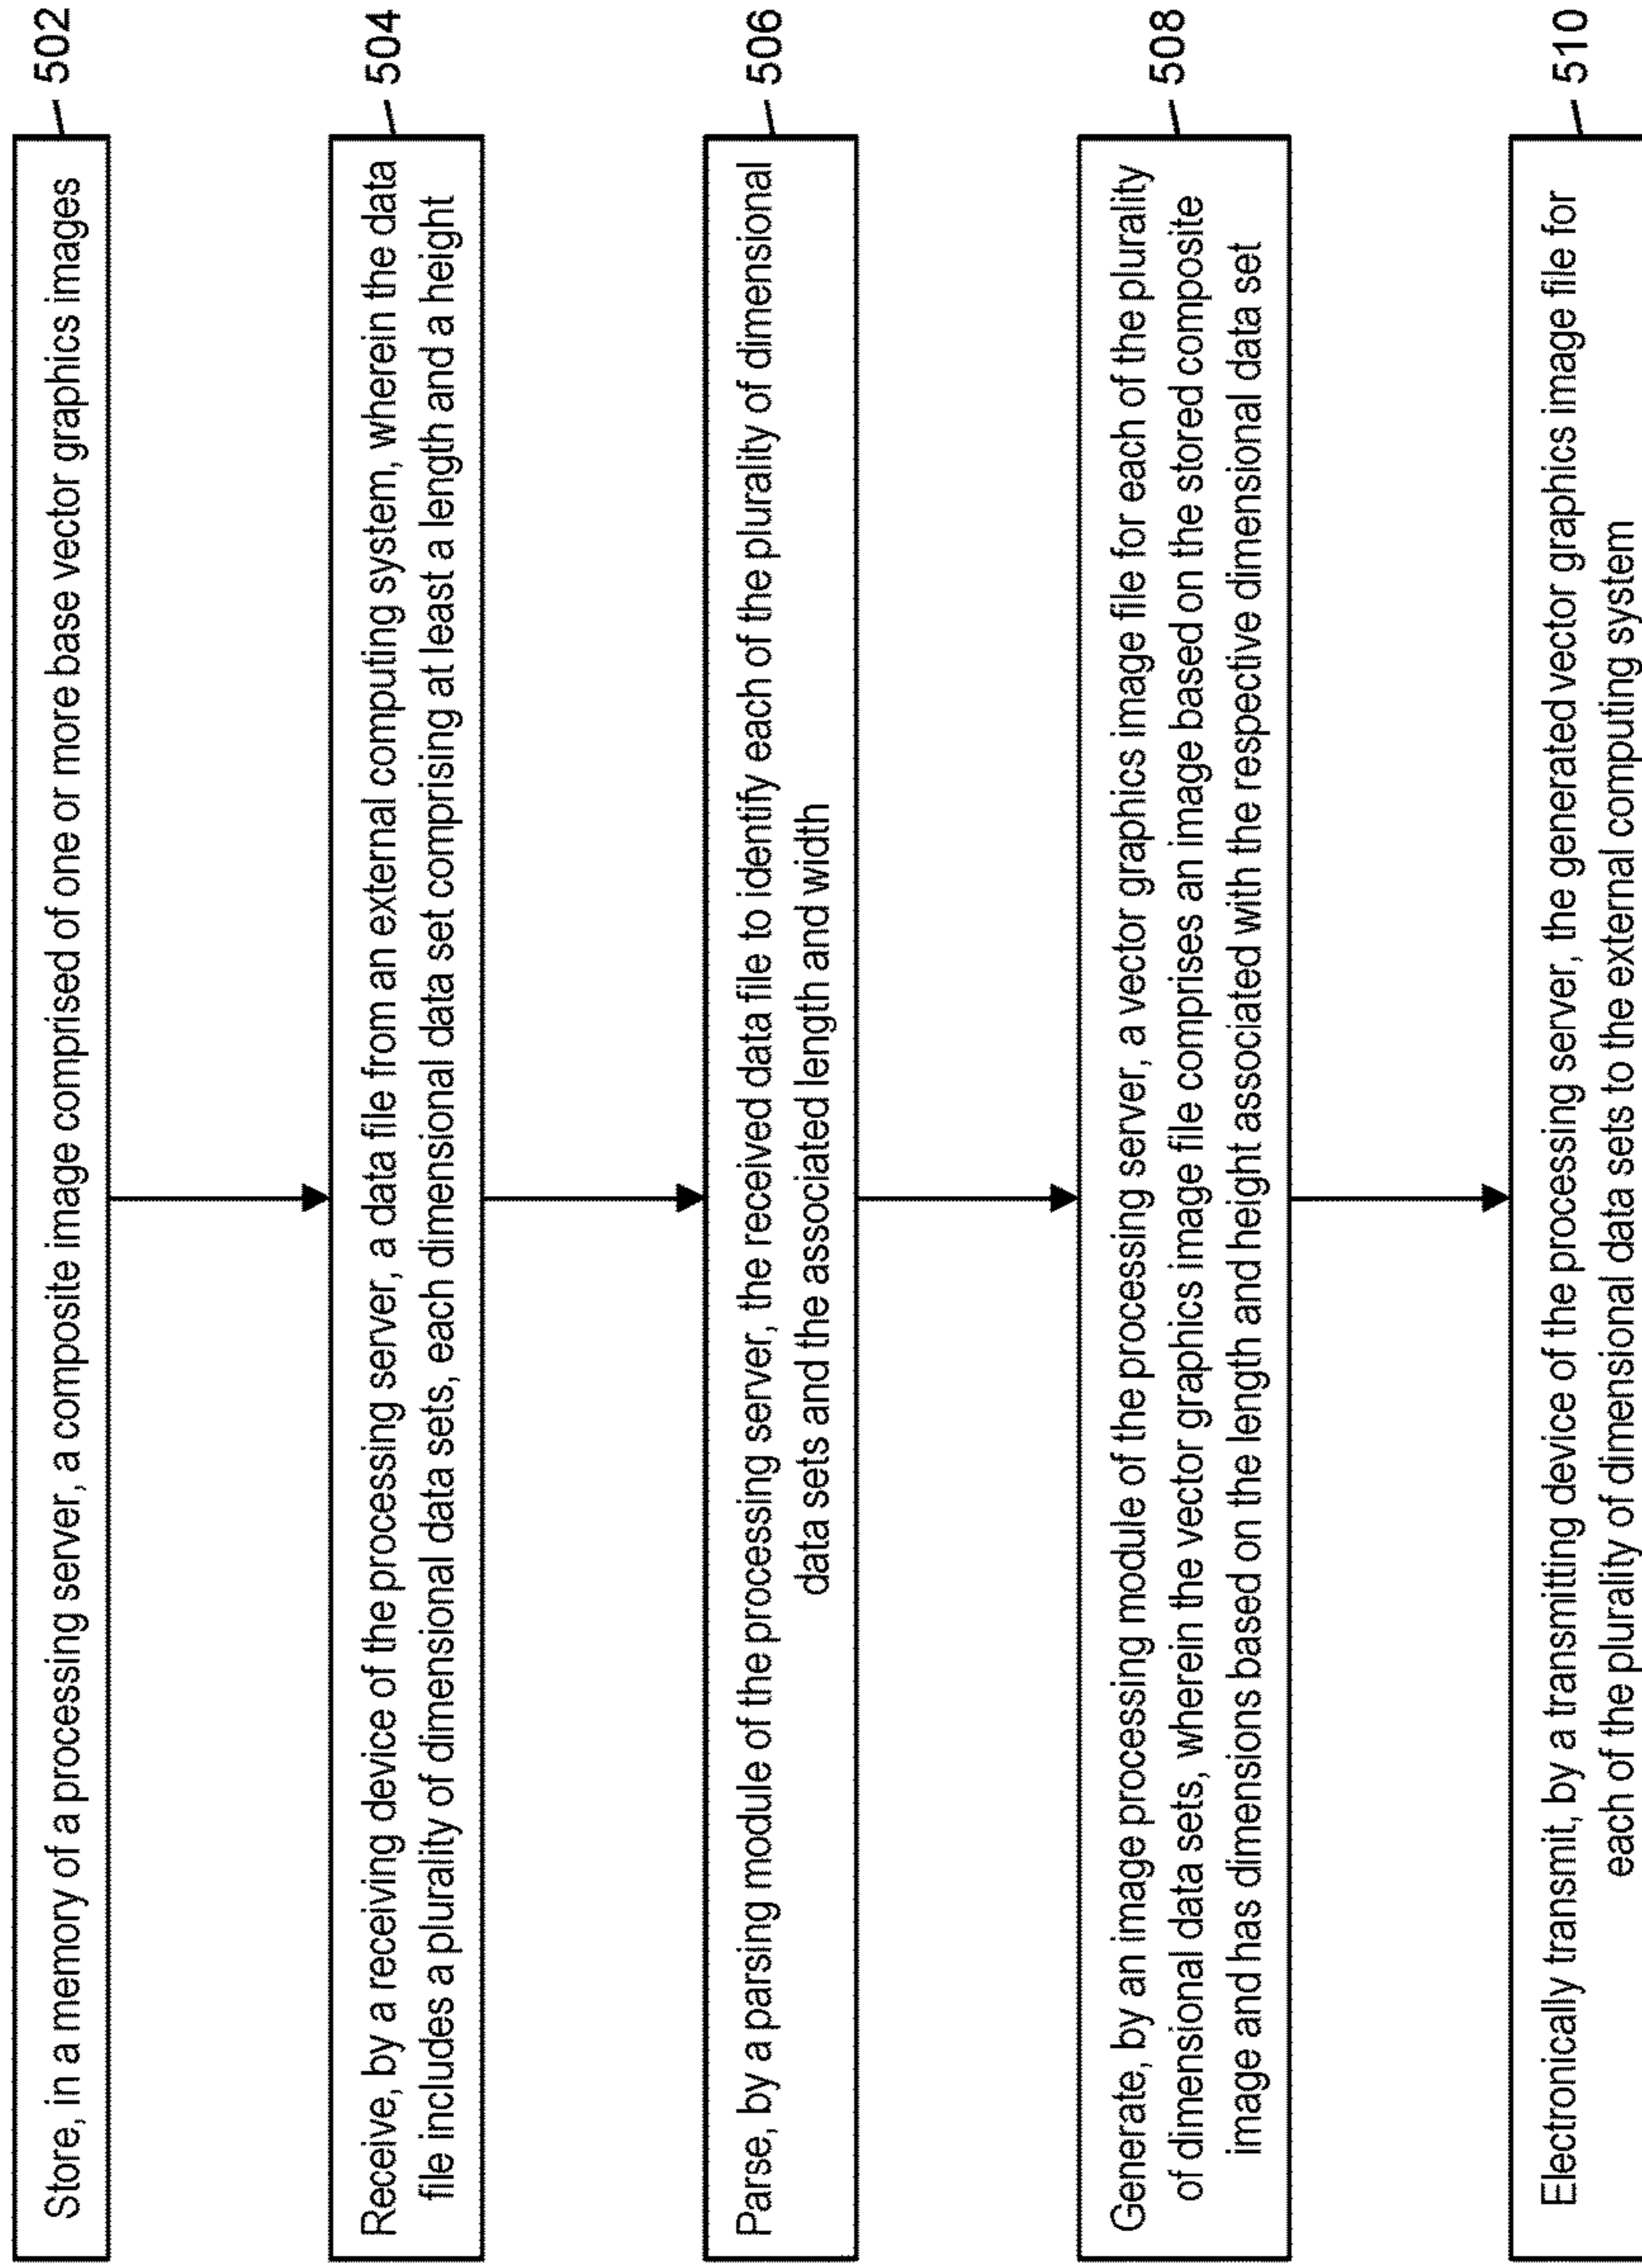 Store, in a memory of a processing server, a composite image comprised of one or more base vector graphics images
502
Receive, by a receiving device of the processing server, a data file from an external computing system, wherein the data
file includes a plurality of dimensional data sets, each dimensional data set comprising at least a length and a height
504
Parse, by a parsing module of the processing server, the received data file to identify each of the plurality of dimensional
data sets and the associated length and width
506
Generate, by an image processing module of the processing server, a vector graphics image file for each of the plurality
of dimensional data sets, wherein the vector graphics image file comprises an image based on the stored composite
image and has dimensions based on the length and height associated with the respective dimensional data set
508
Electronically transmit, by a transmitting device of the processing server, the generated vector graphics image file for
each of the plurality of dimensional data sets to the external computing system
510